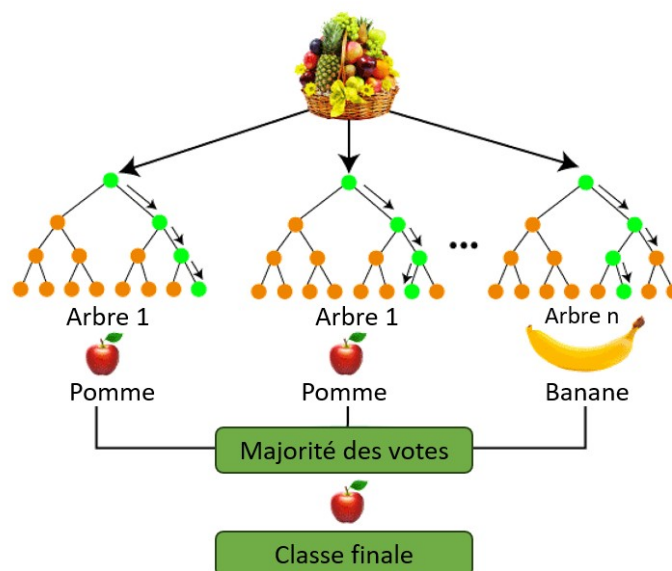 Arbre 1
Arbre 1
Arbre n
Pomme
Pomme
Banane
Majorité des votes
Classe finale